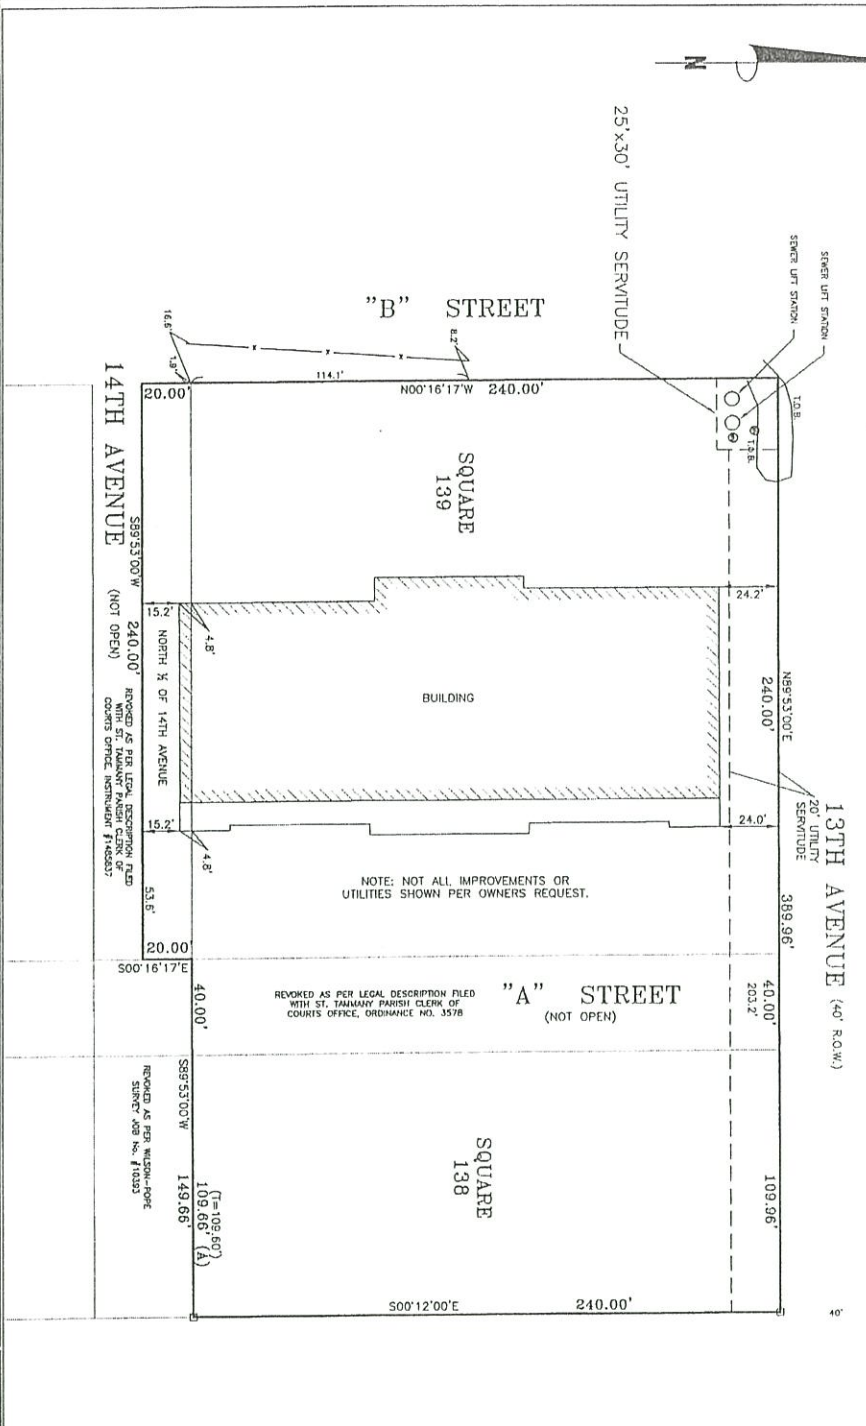 N
25'x30' UTILITY SERVITUDE
SEWER LIFT STATION
SEWER LIFT STATION
T.O.B.
T.O.B.
"B" STREET
16.6'
1.9'
8.2'
114.1'
N00°16'17"W 240.00'
20.00'
14TH AVENUE
(NOT OPEN)
SQUARE
139
S89°53'00"W
240.00'
15.2'
4.8'
NORTH ½ OF 14TH AVENUE
BUILDING
24.2'
N89°53'00"E
240.00'
REVOKED AS PER LEGAL DESCRIPTION FILED
WITH ST. TAMMANY PARISH CLERK OF
COURTS OFFICE, INSTRUMENT #1485837
15.2'
4.8'
24.0'
20' UTILITY
SERVITUDE
13TH AVENUE (40' R.O.W.)
NOTE: NOT ALL IMPROVEMENTS OR
UTILITIES SHOWN PER OWNERS REQUEST.
53.6'
389.96'
20.00'
S00°16'17"E
40.00'
REVOKED AS PER LEGAL DESCRIPTION FILED
WITH ST. TAMMANY PARISH CLERK OF
COURTS OFFICE, ORDINANCE NO. 3578
"A" STREET
(NOT OPEN)
40.00'
203.2'
S89°53'00"W
149.66'
REVOKED AS PER WILSON-POPE
SURVEY JOB No. #10393
SQUARE
138
109.96'
(T=109.60')
109.66' (A)
S00°12'00"E 240.00'
40'